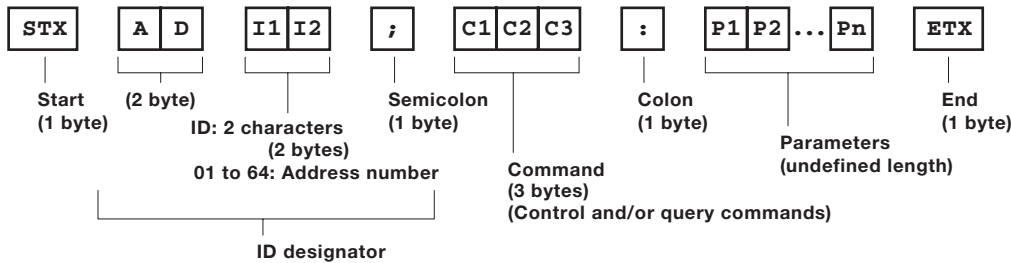 STX A D I1 I2 ; C1 C2 C3 : P1 P2 ... Pn ETX
Start
(1 byte)
(2 byte)
ID: 2 characters
(2 bytes)
01 to 64: Address number
ID designator
Semicolon
(1 byte)
Command
(3 bytes)
(Control and/or query commands)
Colon
(1 byte)
Parameters
(undefined length)
End
(1 byte)